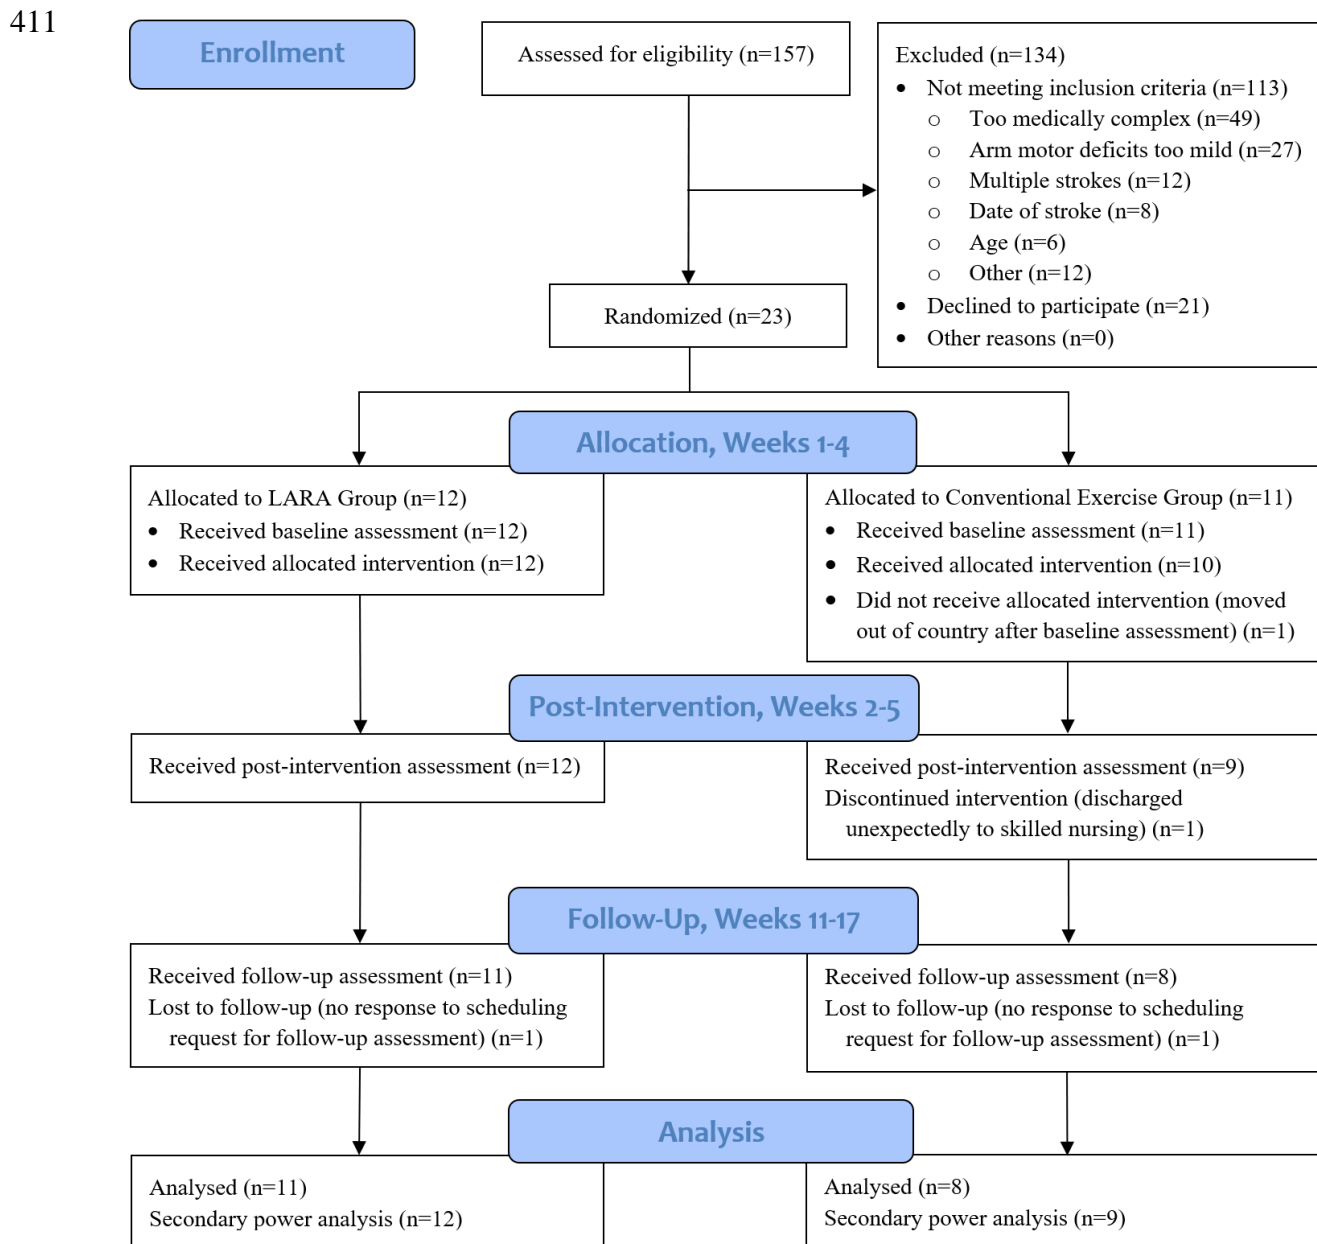 411
Enrollment
Assessed for eligibility (n=157)
Excluded (n=134)
• Not meeting inclusion criteria (n=113)
o Too medically complex (n=49)
o Arm motor deficits too mild (n=27)
o Multiple strokes (n=12)
o Date of stroke (n=8)
o Age (n=6)
o Other (n=12)
• Declined to participate (n=21)
• Other reasons (n=0)
Randomized (n=23)
Allocation, Weeks 1-4
Allocated to LARA Group (n=12)
• Received baseline assessment (n=12)
• Received allocated intervention (n=12)
Allocated to Conventional Exercise Group (n=11)
• Received baseline assessment (n=11)
• Received allocated intervention (n=10)
• Did not receive allocated intervention (moved
out of country after baseline assessment) (n=1)
Post-Intervention, Weeks 2-5
Received post-intervention assessment (n=12)
Received post-intervention assessment (n=9)
Discontinued intervention (discharged
unexpectedly to skilled nursing) (n=1)
Follow-Up, Weeks 11-17
Received follow-up assessment (n=11)
Lost to follow-up (no response to scheduling
request for follow-up assessment) (n=1)
Received follow-up assessment (n=8)
Lost to follow-up (no response to scheduling
request for follow-up assessment) (n=1)
Analysis
Analysed (n=11)
Secondary power analysis (n=12)
Analysed (n=8)
Secondary power analysis (n=9)